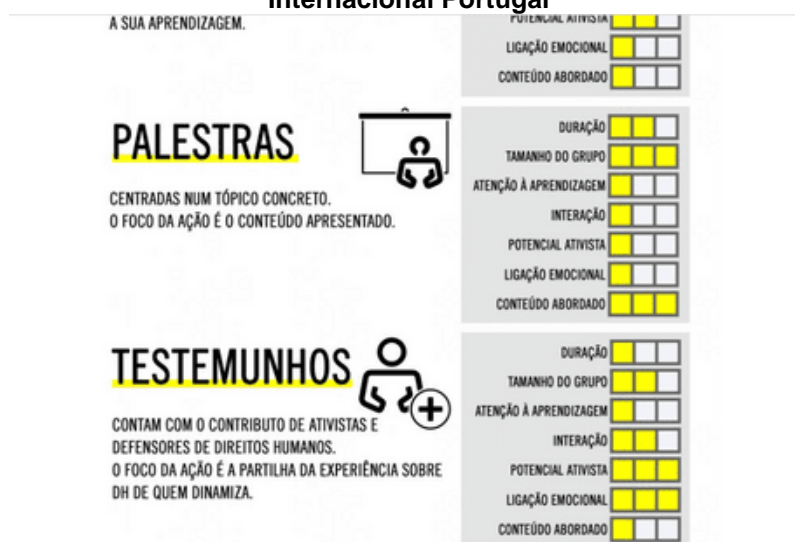 Internacional Portugal
A SUA APRENDIZAGEM.
POTENCIAL ATIVISTA
LIGAÇÃO EMOCIONAL
CONTEÚDO ABORDADO
PALESTRAS
CENTRADAS NUM TÓPICO CONCRETO.
O FOCO DA AÇÃO É O CONTEÚDO APRESENTADO.
DURAÇÃO
TAMANHO DO GRUPO
ATENÇÃO À APRENDIZAGEM
INTERAÇÃO
POTENCIAL ATIVISTA
LIGAÇÃO EMOCIONAL
CONTEÚDO ABORDADO
TESTEMUNHOS
CONTAM COM O CONTRIBUTO DE ATIVISTAS E
DEFENSORES DE DIREITOS HUMANOS.
O FOCO DA AÇÃO É A PARTILHA DA EXPERIÊNCIA SOBRE
DH DE QUEM DINAMIZA.
DURAÇÃO
TAMANHO DO GRUPO
ATENÇÃO À APRENDIZAGEM
INTERAÇÃO
POTENCIAL ATIVISTA
LIGAÇÃO EMOCIONAL
CONTEÚDO ABORDADO